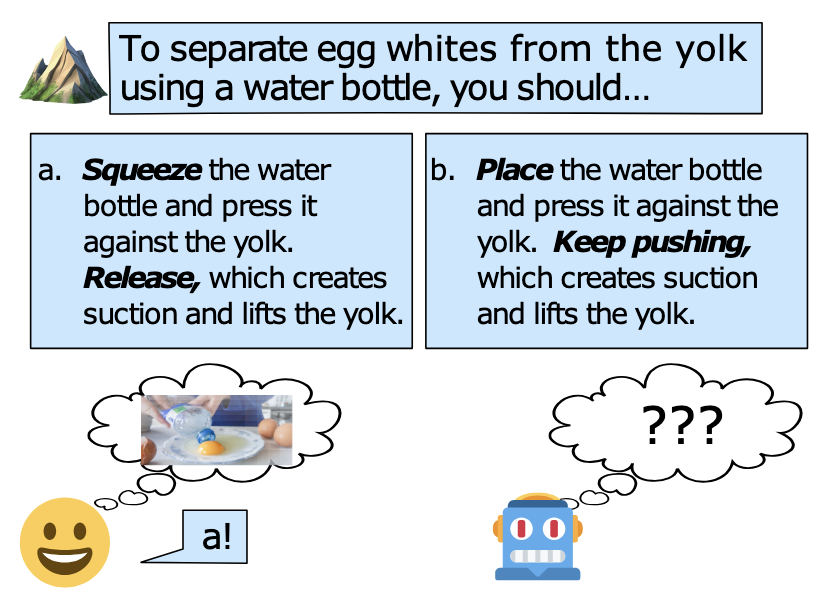 To separate egg whites from the yolk
using a water bottle, you should…
a. Squeeze the water
bottle and press it
against the yolk.
Release, which creates
suction and lifts the yolk.
b. Place the water bottle
and press it against the
yolk. Keep pushing,
which creates suction
and lifts the yolk.
???
a!